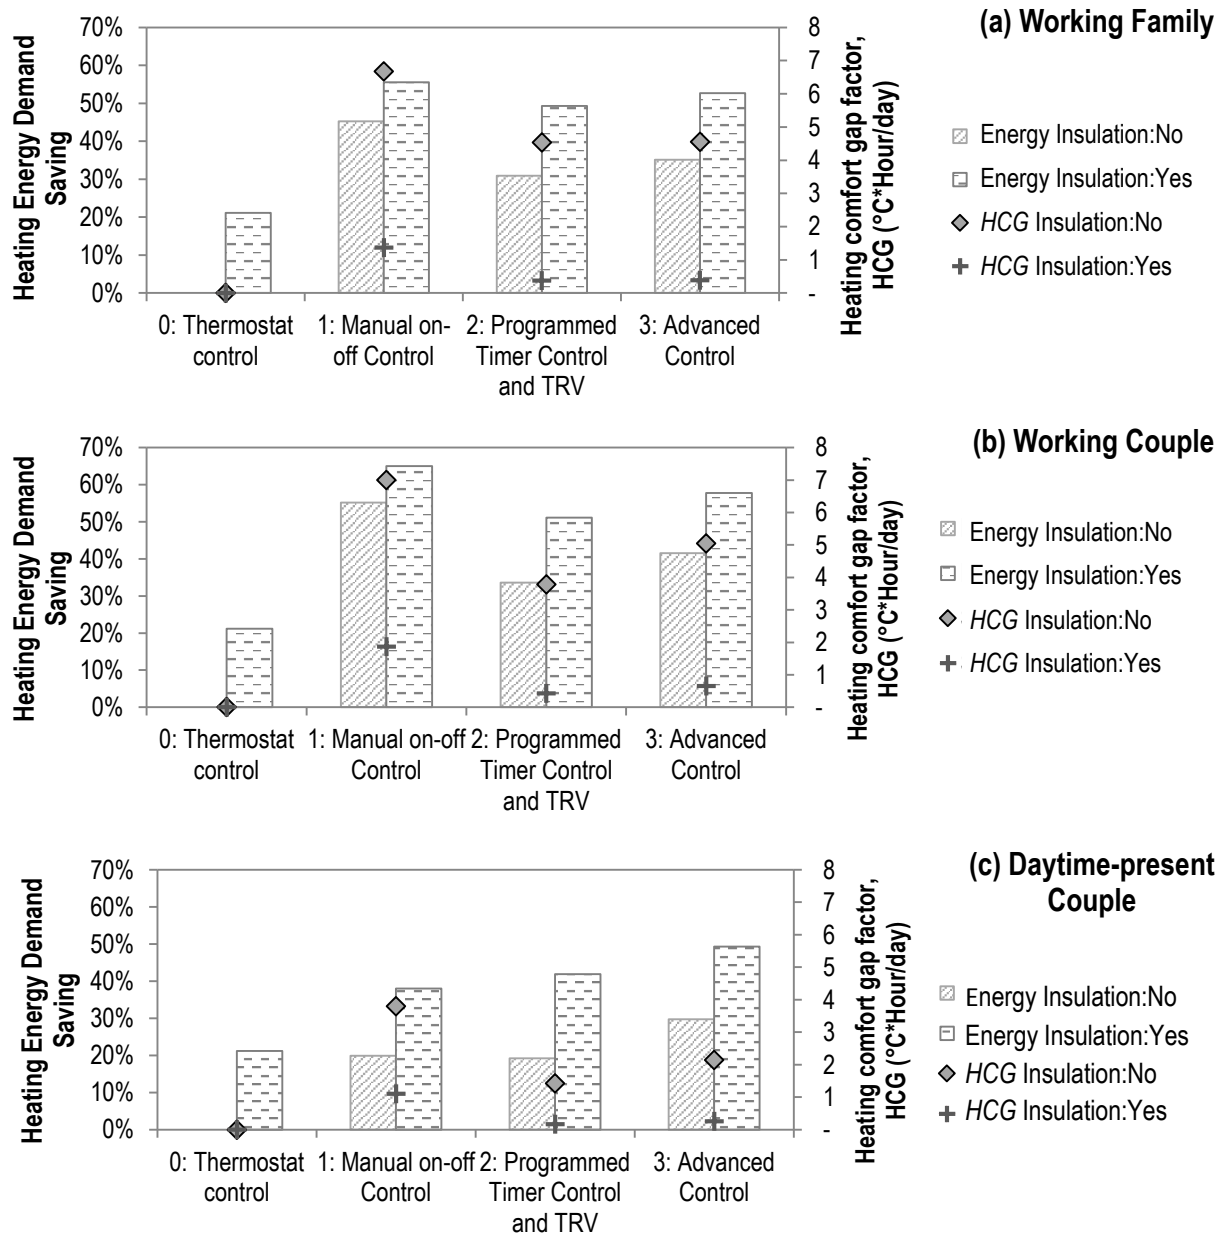 (a) Working Family
Heating Energy Demand
Saving
70%
60%
50%
40%
30%
20%
10%
0%
8
7
6
5
4
3
2
1
-
Heating comfort gap factor,
HCG (°C*Hour/day)
0: Thermostat
control
1: Manual on-
off Control
2: Programmed
Timer Control
and TRV
3: Advanced
Control
Energy Insulation:No
Energy Insulation:Yes
HCG Insulation:No
HCG Insulation:Yes
(b) Working Couple
Heating Energy Demand
Saving
70%
60%
50%
40%
30%
20%
10%
0%
8
7
6
5
4
3
2
1
-
Heating comfort gap factor,
HCG (°C*Hour/day)
0: Thermostat
control
1: Manual on-off
Control
2: Programmed
Timer Control
and TRV
3: Advanced
Control
Energy Insulation:No
Energy Insulation:Yes
HCG Insulation:No
HCG Insulation:Yes
(c) Daytime-present
Couple
Heating Energy Demand
Saving
70%
60%
50%
40%
30%
20%
10%
0%
8
7
6
5
4
3
2
1
-
Heating comfort gap factor,
HCG (°C*Hour/day)
0: Thermostat
control
1: Manual on-off
Control
2: Programmed
Timer Control
and TRV
3: Advanced
Control
Energy Insulation:No
Energy Insulation:Yes
HCG Insulation:No
HCG Insulation:Yes